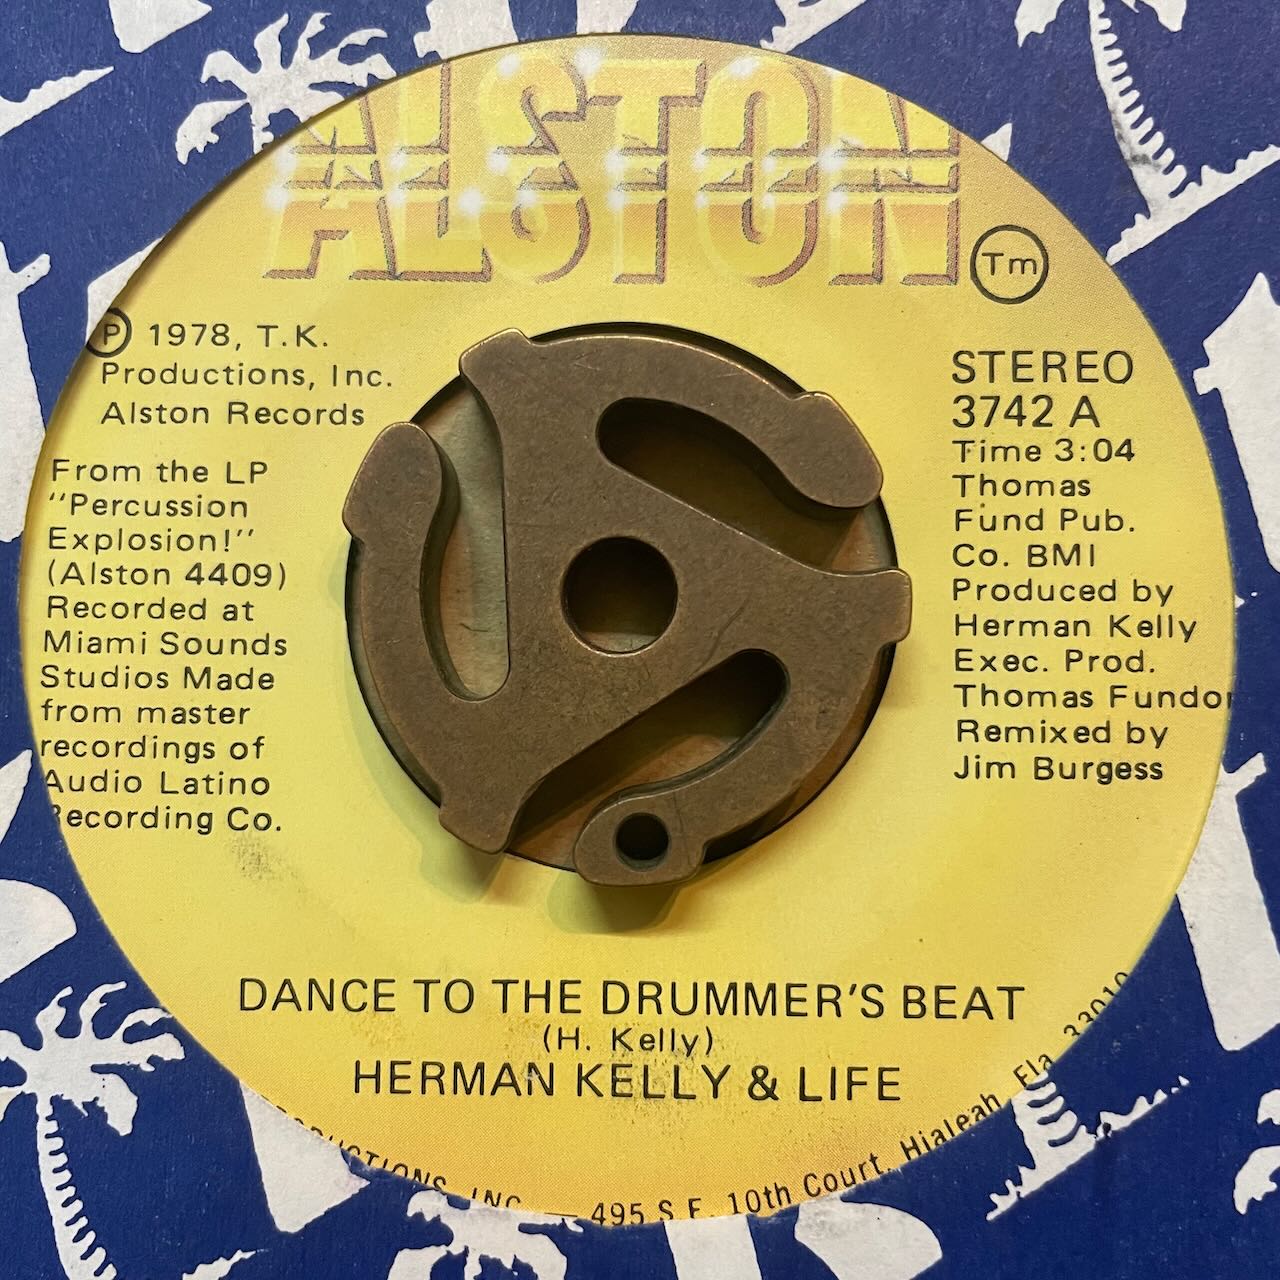 ALSTON
Tm
P 1978, T.K.
Productions, Inc.
Alston Records
From the LP
"Percussion
Explosion!"
(Alston 4409)
Recorded at
Miami Sounds
Studios Made
from master
recordings of
Audio Latino
Recording Co.
STEREO
3742 A
Time 3:04
Thomas
Fund Pub.
Co. BMI
Produced by
Herman Kelly
Exec. Prod.
Thomas Fundor
Remixed by
Jim Burgess
DANCE TO THE DRUMMER'S BEAT
(H. Kelly)
HERMAN KELLY & LIFE
INC. — 495 S.E. 10th Court, Hialeah, Fla. 33010